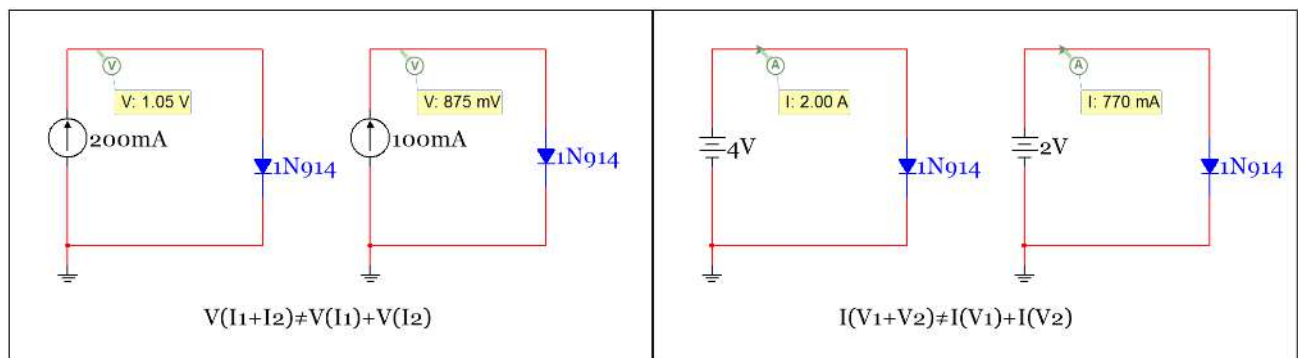 V
V: 1.05 V
200mA
1N914
V
V: 875 mV
100mA
1N914
V(I1+I2)≠V(I1)+V(I2)
A
I: 2.00 A
4V
1N914
A
I: 770 mA
2V
1N914
I(V1+V2)≠I(V1)+I(V2)